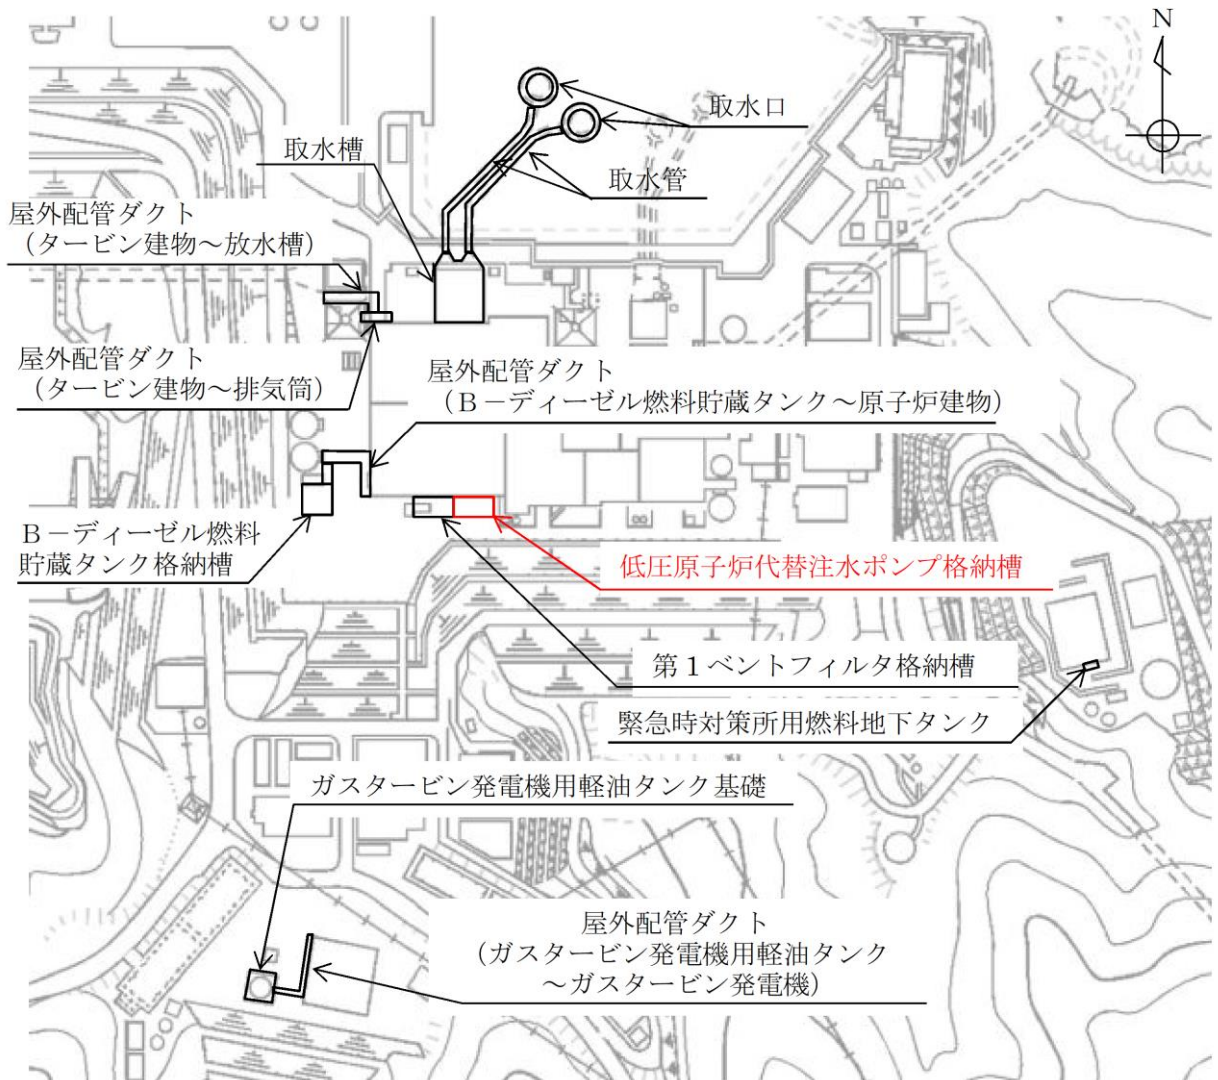 N
取水口
取水槽
取水管
屋外配管ダクト
（タービン建物～放水槽）
屋外配管ダクト
（タービン建物～排気筒）
屋外配管ダクト
（Ｂ－ディーゼル燃料貯蔵タンク～原子炉建物）
Ｂ－ディーゼル燃料
貯蔵タンク格納槽
低圧原子炉代替注水ポンプ格納槽
第１ベントフィルタ格納槽
緊急時対策所用燃料地下タンク
ガスタービン発電機用軽油タンク基礎
屋外配管ダクト
（ガスタービン発電機用軽油タンク
～ガスタービン発電機）